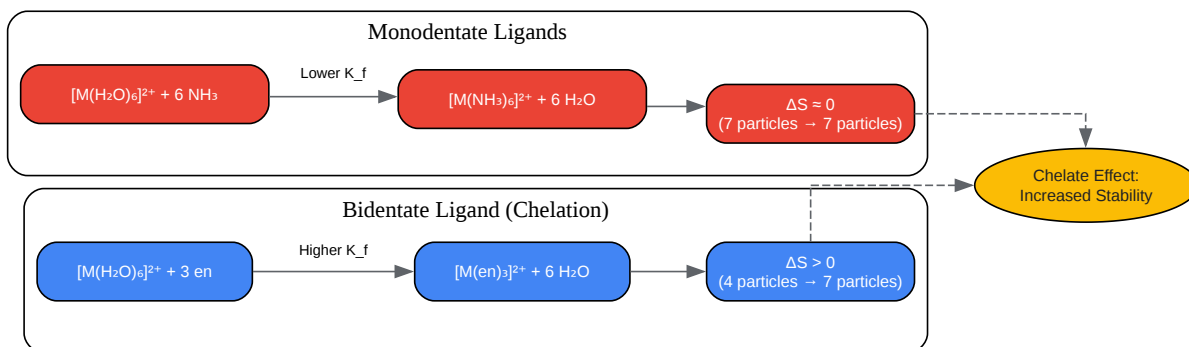 Monodentate Ligands
[M(H₂O)₆]²⁺ + 6 NH₃
Lower K_f
[M(NH₃)₆]²⁺ + 6 H₂O
ΔS ≈ 0
(7 particles → 7 particles)
Chelate Effect:
Increased Stability
Bidentate Ligand (Chelation)
[M(H₂O)₆]²⁺ + 3 en
Higher K_f
[M(en)₃]²⁺ + 6 H₂O
ΔS > 0
(4 particles → 7 particles)